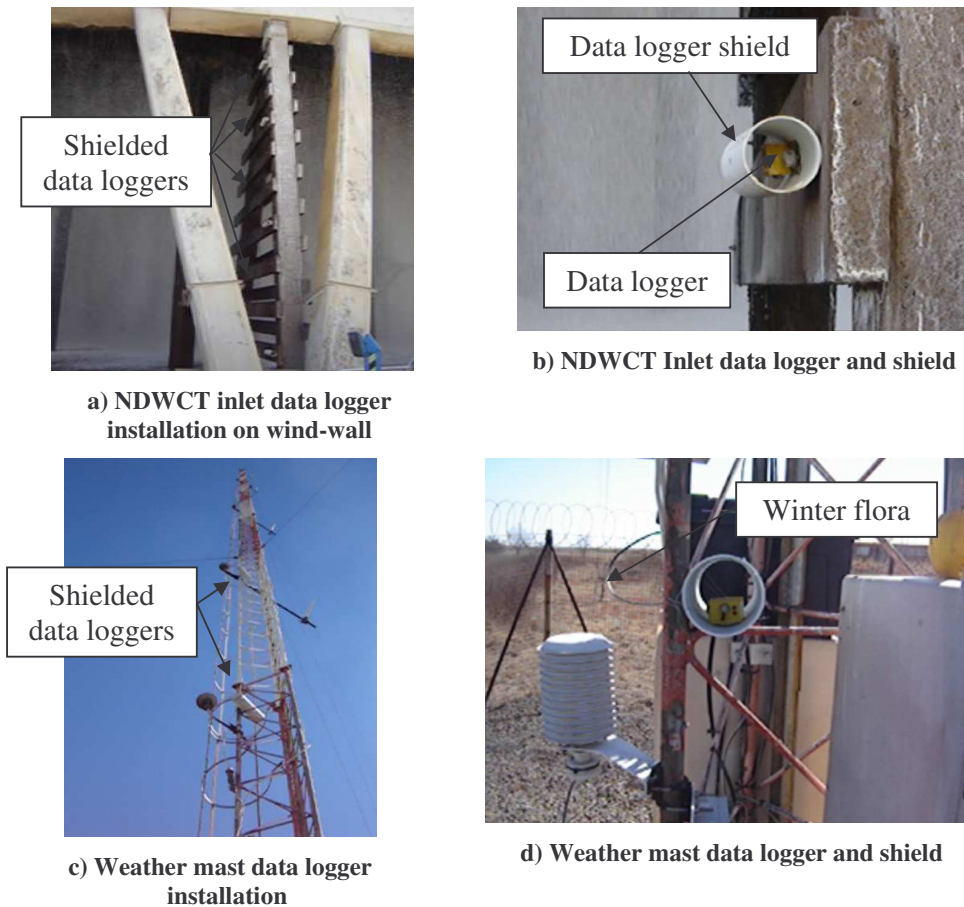 Shielded
data loggers
a) NDWCT inlet data logger
installation on wind-wall
Data logger shield
Data logger
b) NDWCT Inlet data logger and shield
Shielded
data loggers
c) Weather mast data logger
installation
Winter flora
d) Weather mast data logger and shield